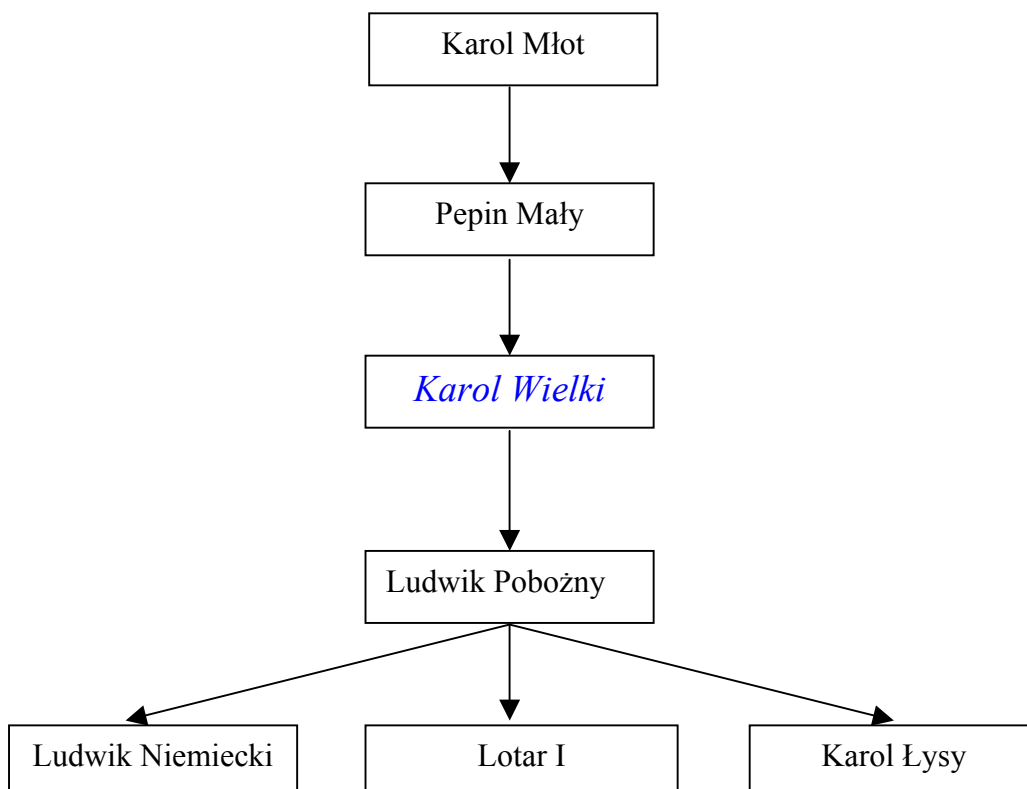 Karol Młot
Pepin Mały
Karol Wielki
Ludwik Pobożny
Ludwik Niemiecki
Lotar I
Karol Łysy